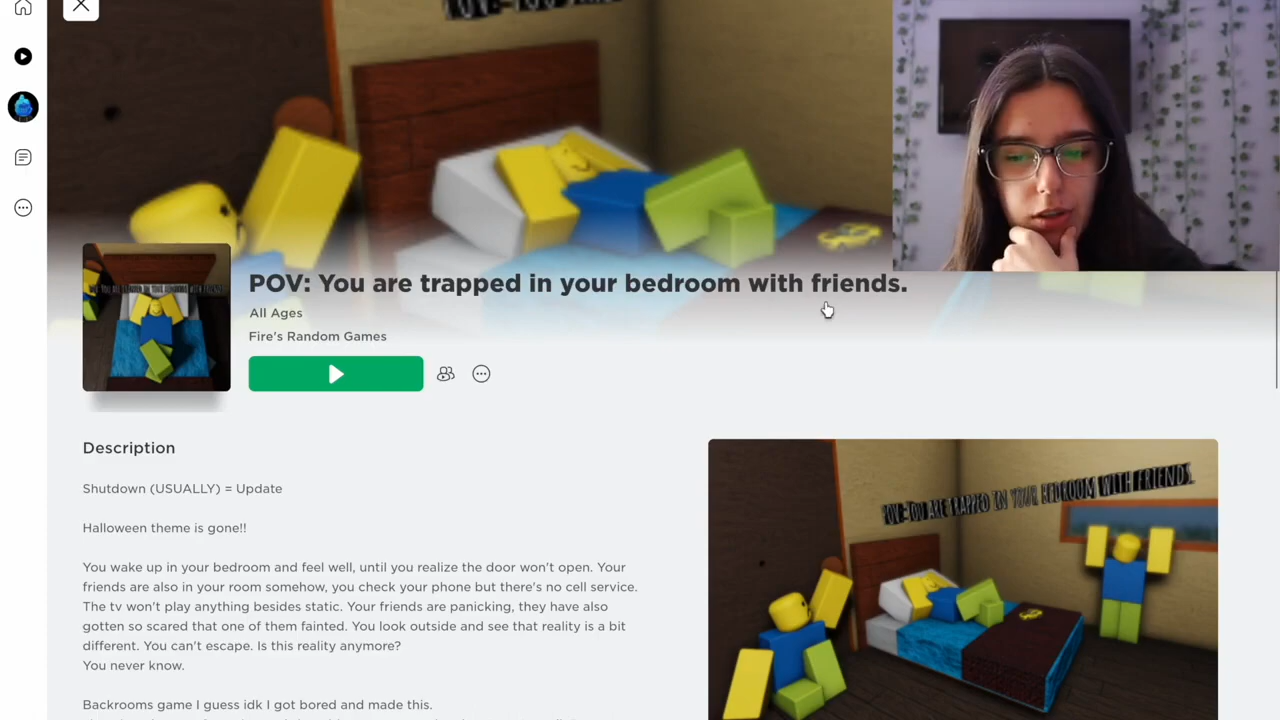 POV: You are trapped in your bedroom with friends.
All Ages
Fire's Random Games
Description
Shutdown (USUALLY) = Update
Halloween theme is gone!!
You wake up in your bedroom and feel well, until you realize the door won't open. Your
friends are also in your room somehow, you check your phone but there's no cell service.
The tv won't play anything besides static. Your friends are panicking, they have also
gotten so scared that one of them fainted. You look outside and see that reality is a bit
different. You can't escape. Is this reality anymore?
You never know.
Backrooms game I guess idk I got bored and made this.
POV: YOU ARE TRAPPED IN YOUR BEDROOM WITH FRIENDS.